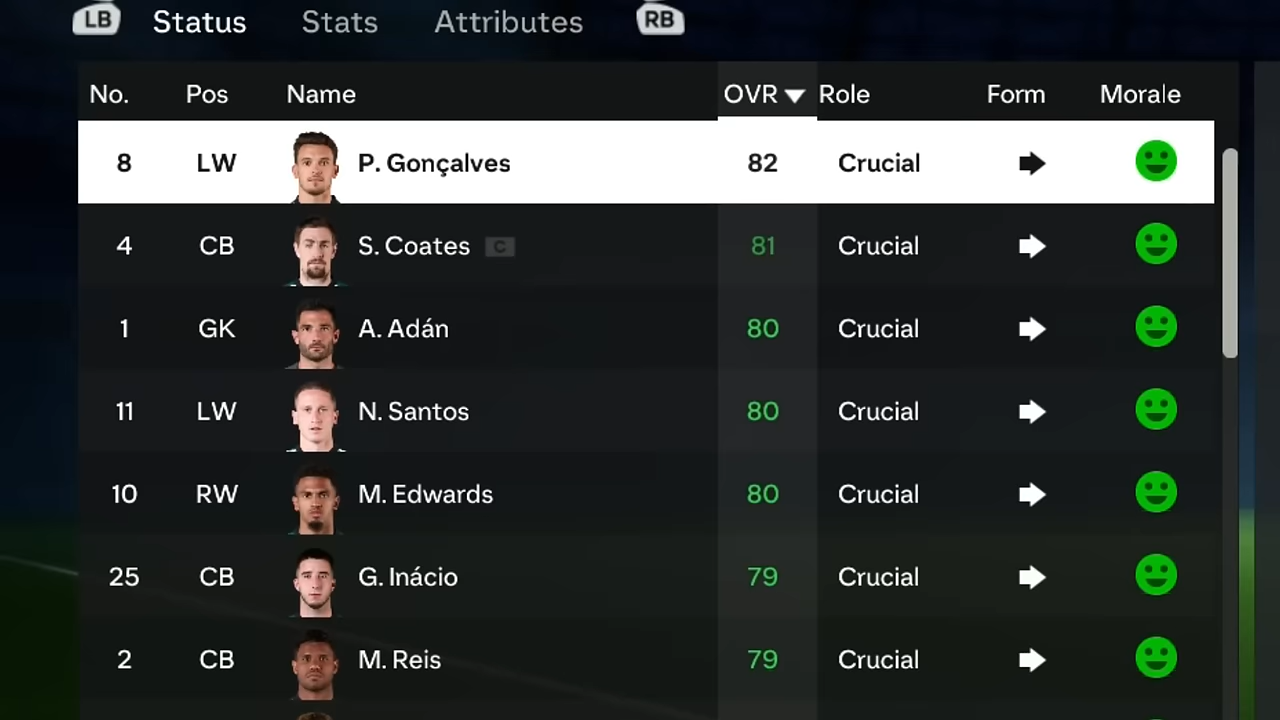 LB Status Stats Attributes RB
No. Pos Name OVR Role Form Morale
8 LW P. Gonçalves 82 Crucial
4 CB S. Coates C 81 Crucial
1 GK A. Adán 80 Crucial
11 LW N. Santos 80 Crucial
10 RW M. Edwards 80 Crucial
25 CB G. Inácio 79 Crucial
2 CB M. Reis 79 Crucial